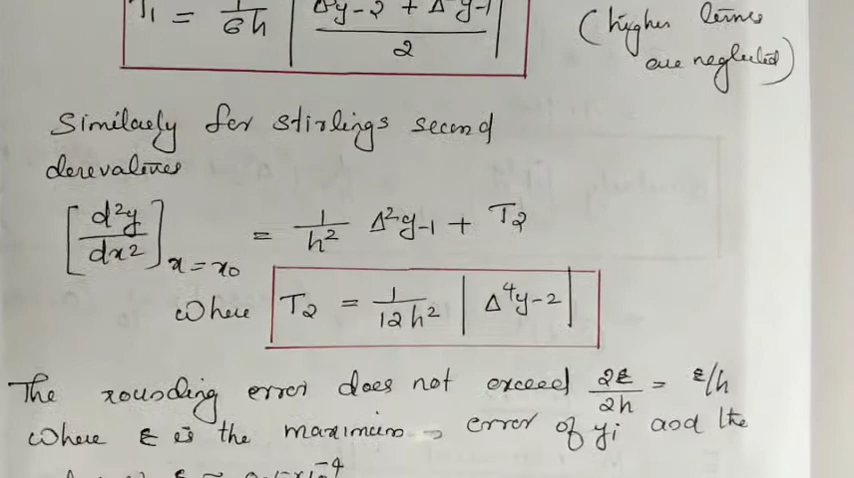 T1 = 1/6h | (Δ³y-2 + Δ³y-1)/2 | (higher terms
are neglected)
Similarly for stirlings second
derevatives
[d²y/dx²]x=x0 = 1/h² Δ²y-1 + T2
where T2 = 1/12h² | Δ⁴y-2 |
The rounding error does not exceed 2ε/2h = ε/h
where ε is the maximum error of yi and the